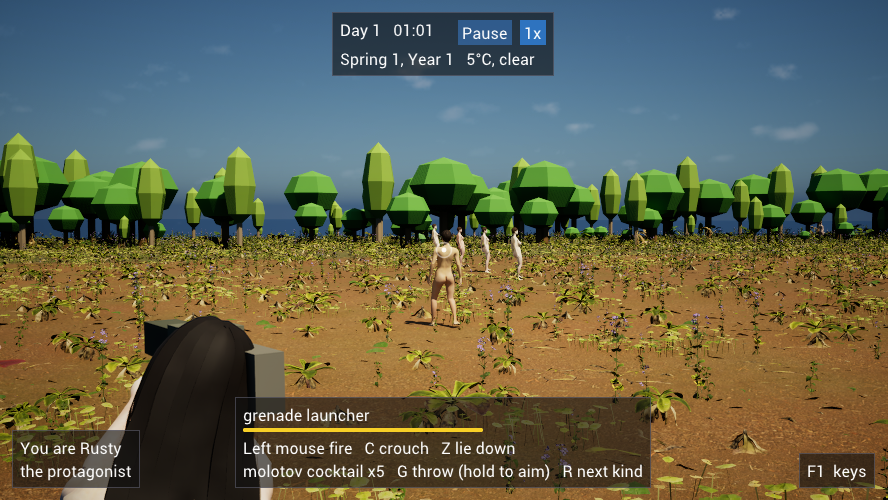 Day 1 01:01 Pause 1x
Spring 1, Year 1 5°C, clear
grenade launcher
Left mouse fire C crouch Z lie down
molotov cocktail x5 G throw (hold to aim) R next kind
You are Rusty
the protagonist
F1 keys